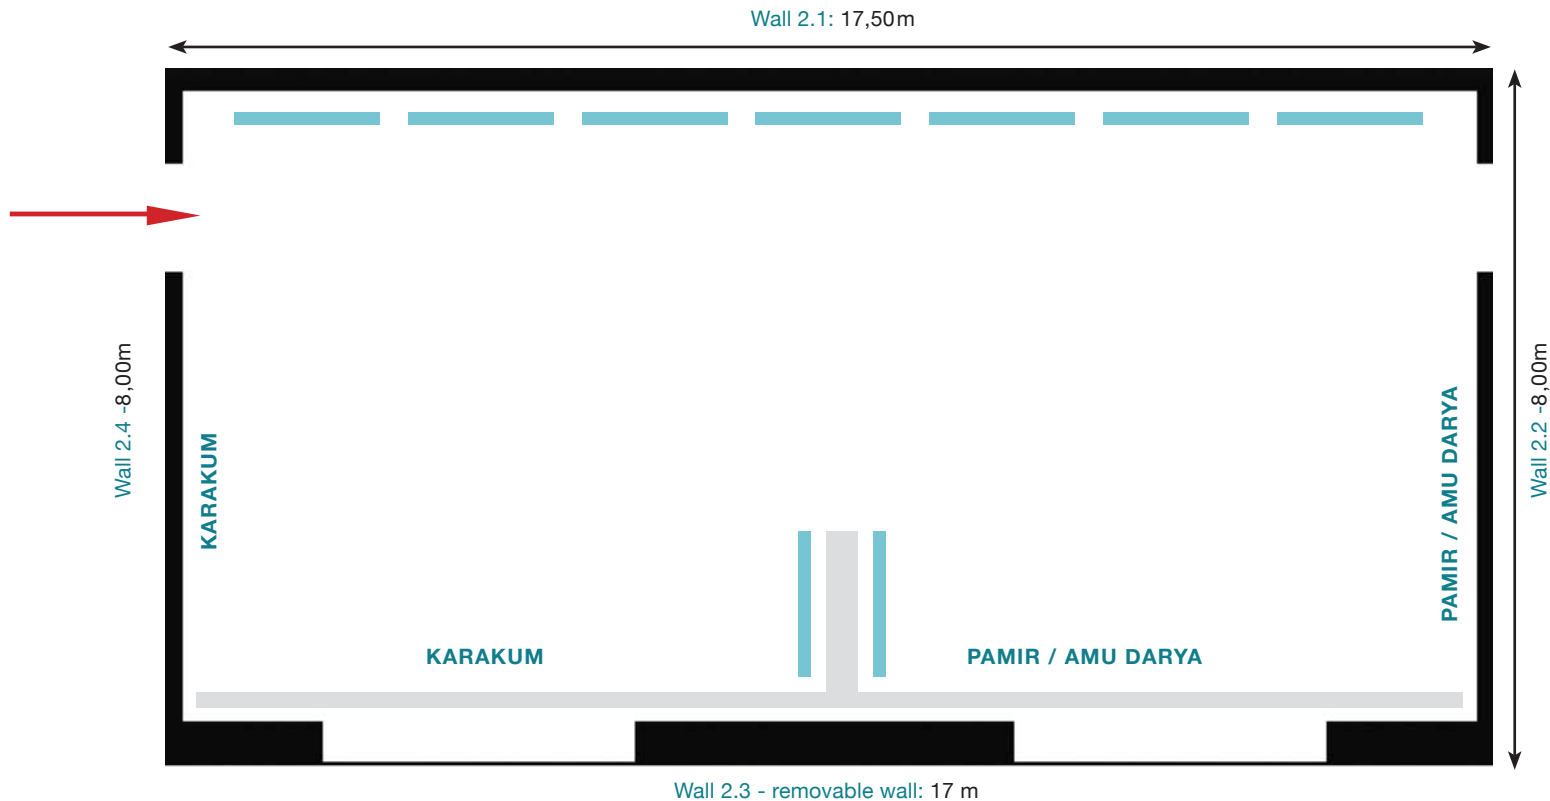 Wall 2.1: 17,50m
Wall 2.4 -8,00m
KARAKUM
PAMIR / AMU DARYA
Wall 2.2 -8,00m
KARAKUM
PAMIR / AMU DARYA
Wall 2.3 - removable wall: 17 m